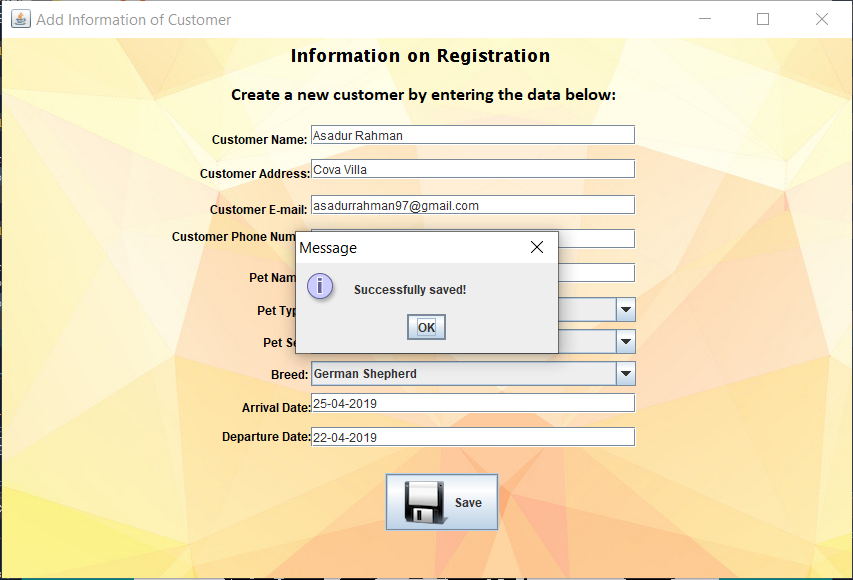 Add Information of Customer
Information on Registration
Create a new customer by entering the data below:
Customer Name: Asadur Rahman
Customer Address: Cova Villa
Customer E-mail: asadurrahman97@gmail.com
Customer Phone Num
Message
Pet Nam
Successfully saved!
Pet Typ
OK
Pet Se
Breed: German Shepherd
Arrival Date: 25-04-2019
Departure Date: 22-04-2019
Save